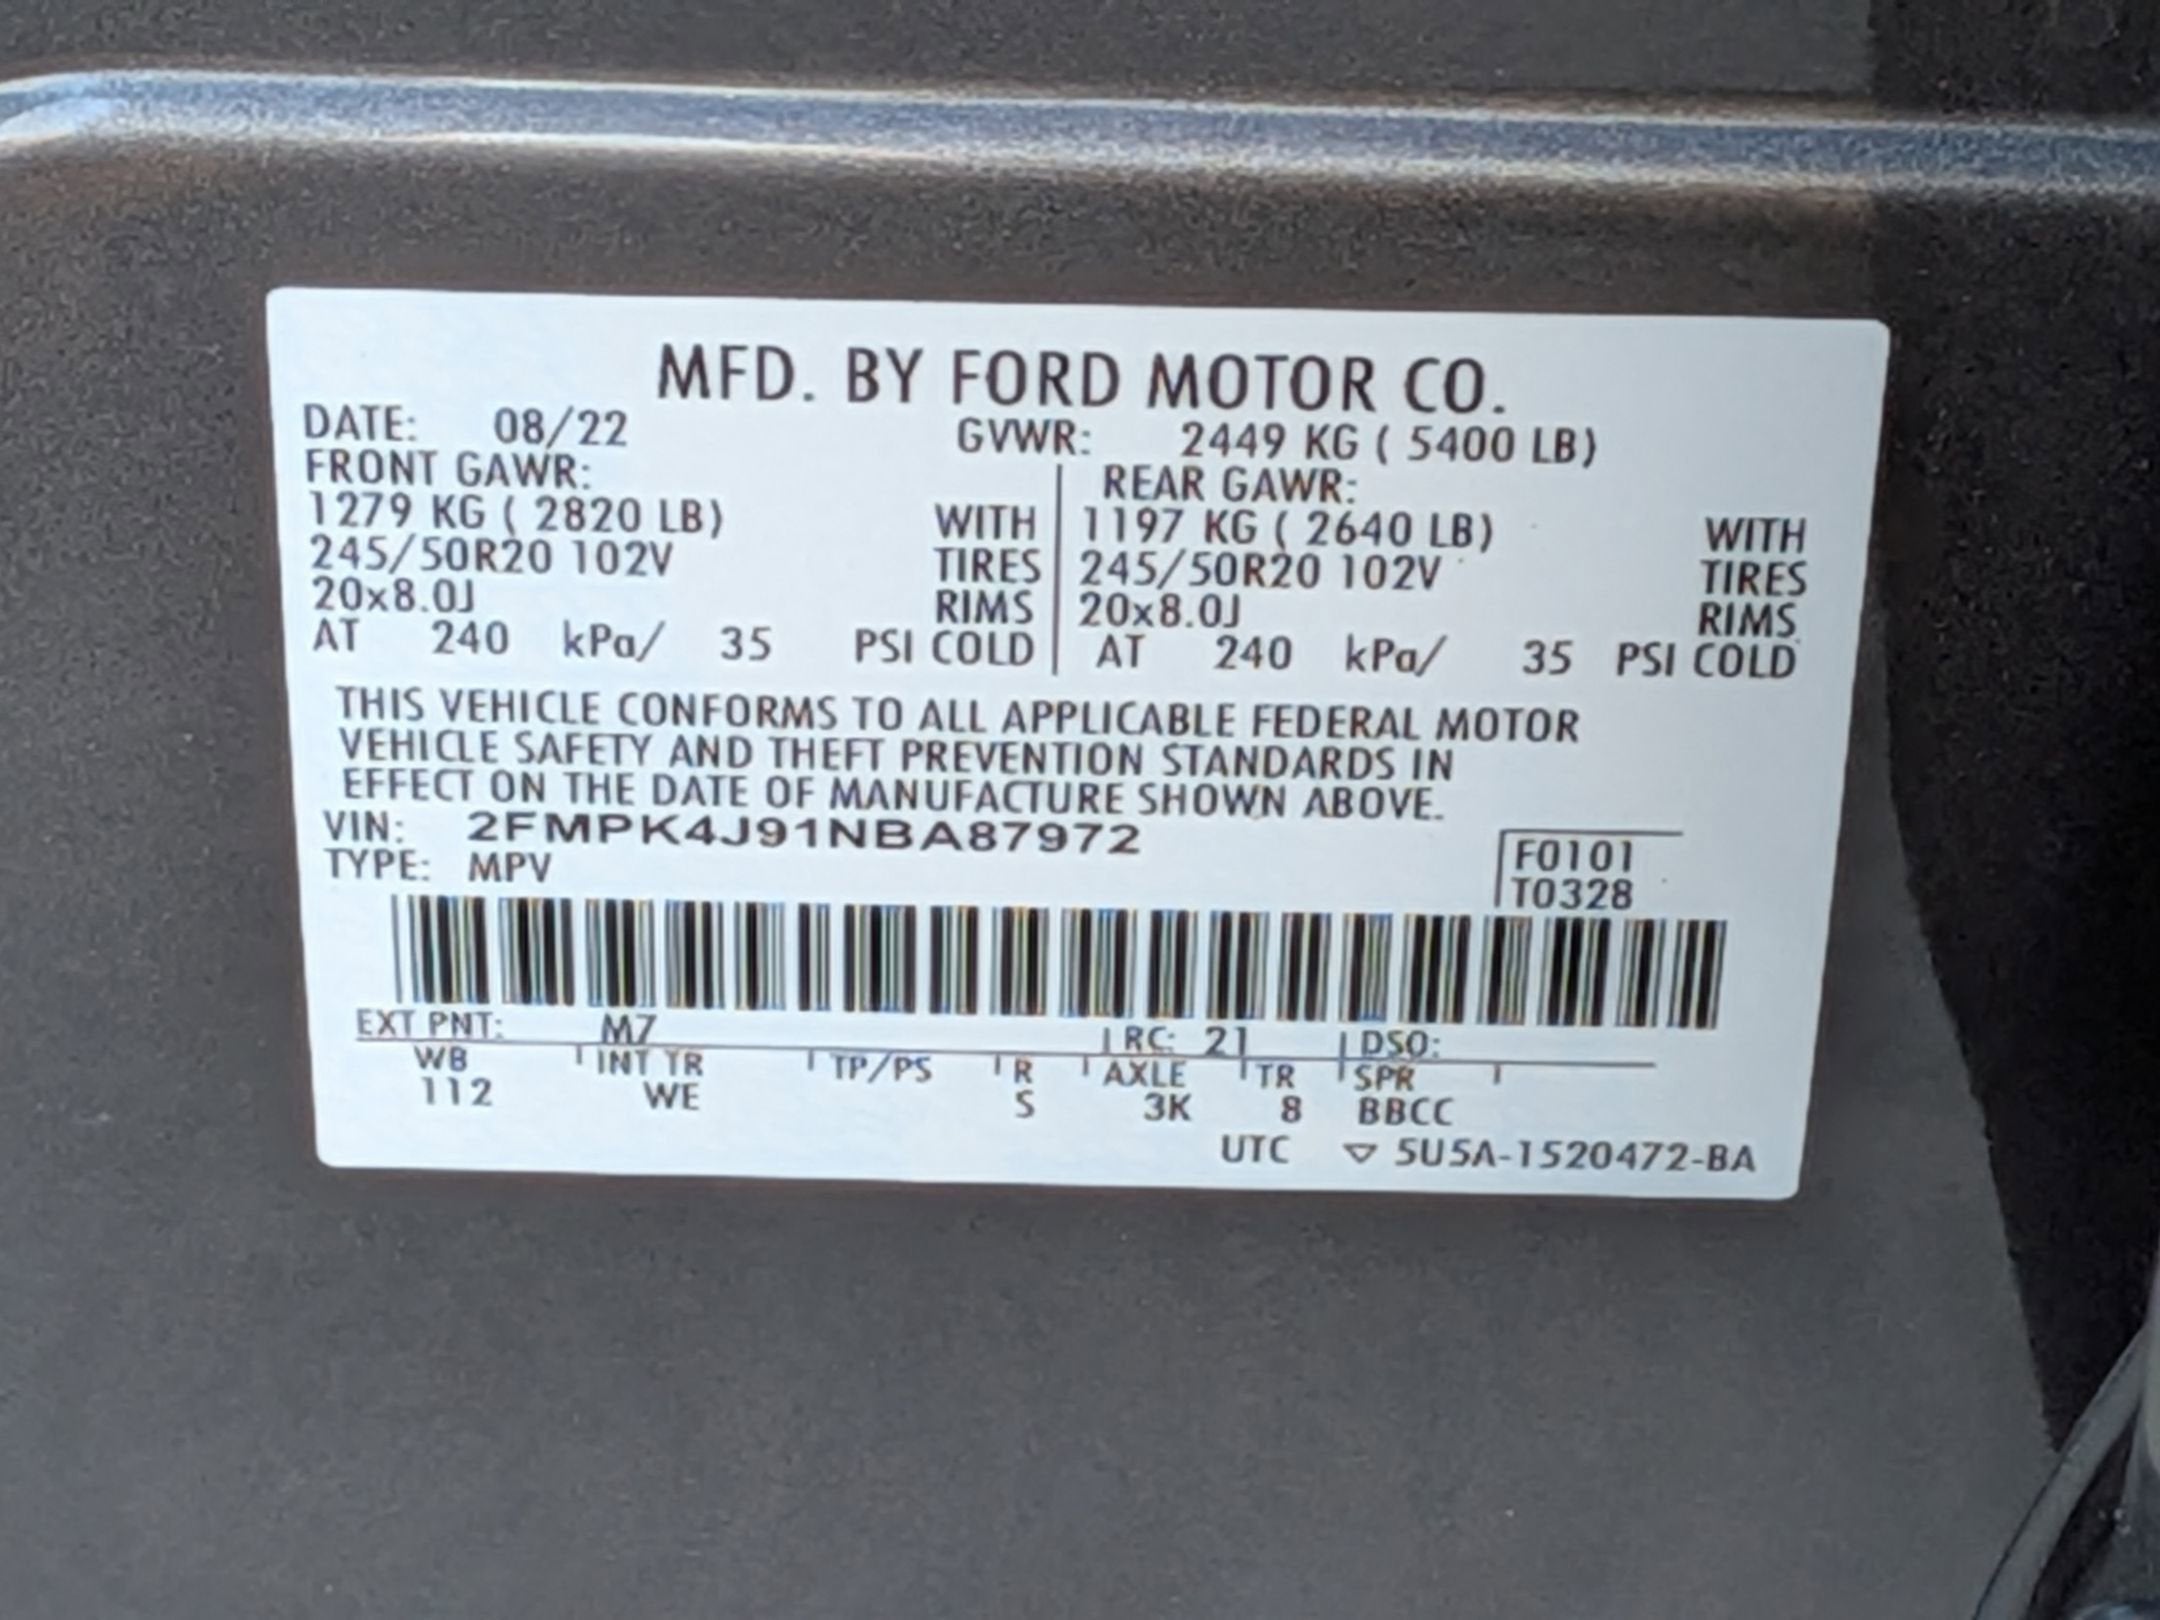 MFD. BY FORD MOTOR CO.
DATE: 08/22 GVWR: 2449 KG ( 5400 LB)
FRONT GAWR: REAR GAWR:
1279 KG ( 2820 LB) WITH 1197 KG ( 2640 LB) WITH
245/50R20 102V TIRES 245/50R20 102V TIRES
20x8.0J RIMS 20x8.0J RIMS
AT 240 kPa/ 35 PSI COLD AT 240 kPa/ 35 PSI COLD
THIS VEHICLE CONFORMS TO ALL APPLICABLE FEDERAL MOTOR
VEHICLE SAFETY AND THEFT PREVENTION STANDARDS IN
EFFECT ON THE DATE OF MANUFACTURE SHOWN ABOVE.
VIN: 2FMPK4J91NBA87972
TYPE: MPV
F0101
T0328
EXT PNT: M7 RC: 21 DSO:
WB INT TR TP/PS R AXLE TR SPR
112 WE S 3K 8 BBCC
UTC ▽ 5U5A-1520472-BA